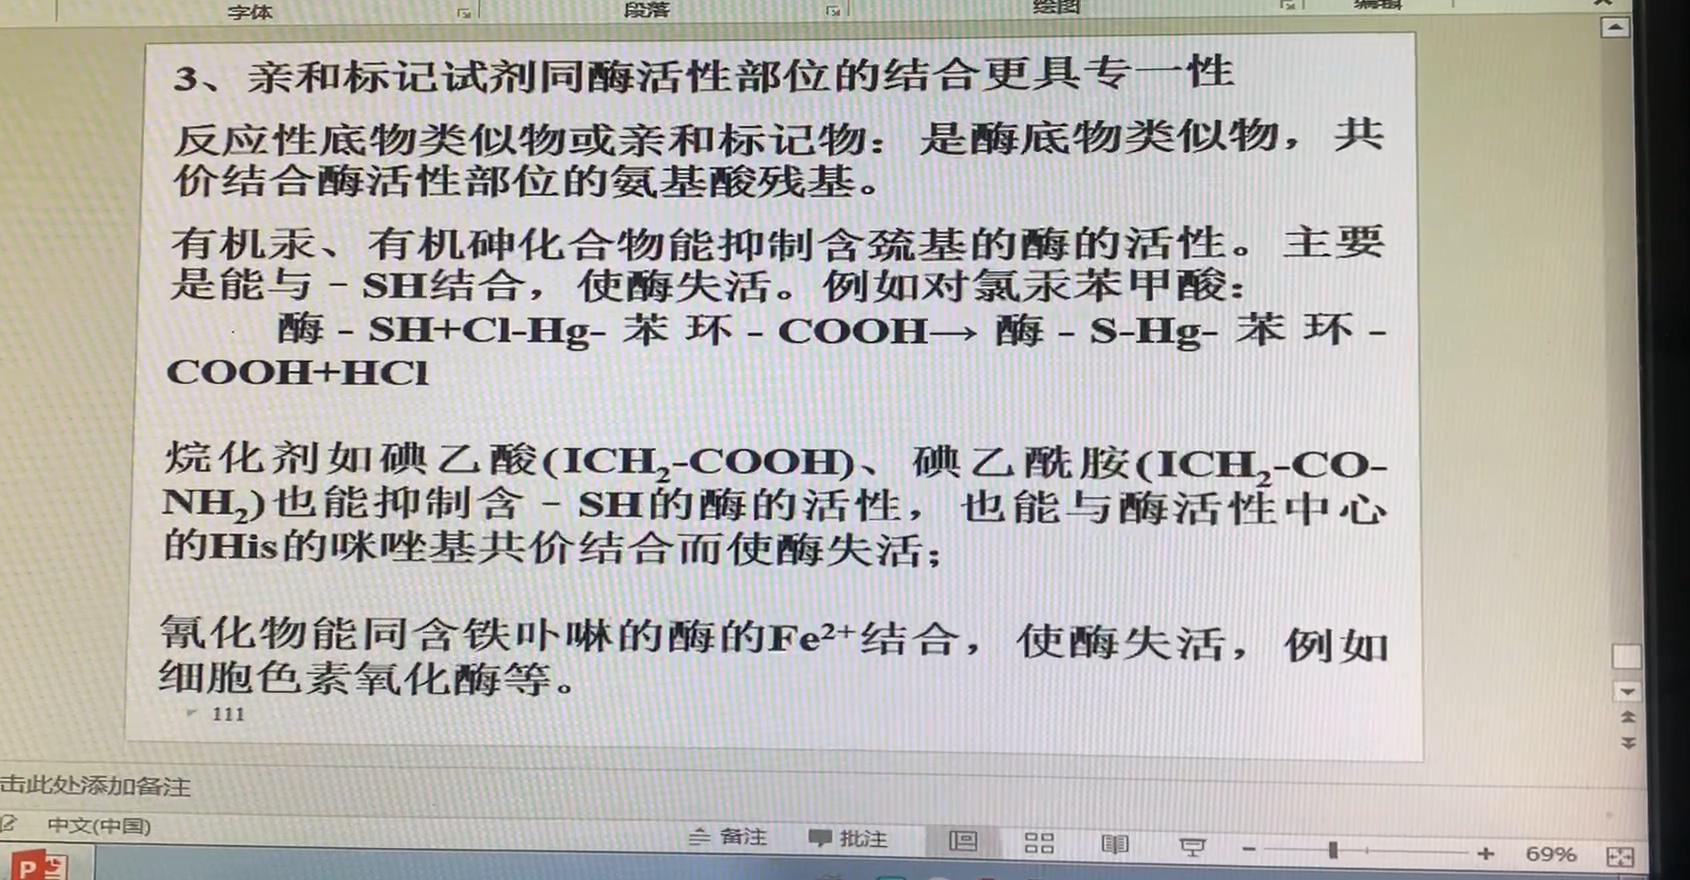 字体 段落 绘图 编辑
3、亲和标记试剂同酶活性部位的结合更具专一性
反应性底物类似物或亲和标记物：是酶底物类似物，共
价结合酶活性部位的氨基酸残基。
有机汞、有机砷化合物能抑制含巯基的酶的活性。主要
是能与－SH结合，使酶失活。例如对氯汞苯甲酸：
酶－SH+Cl-Hg-苯环－COOH→酶－S-Hg-苯环－
COOH+HCl
烷化剂如碘乙酸(ICH₂-COOH)、碘乙酰胺(ICH₂-CO-
NH₂)也能抑制含－SH的酶的活性，也能与酶活性中心
的His的咪唑基共价结合而使酶失活；
氰化物能同含铁卟啉的酶的Fe²⁺结合，使酶失活，例如
细胞色素氧化酶等。
111
击此处添加备注
中文(中国) 备注 批注 69%
P